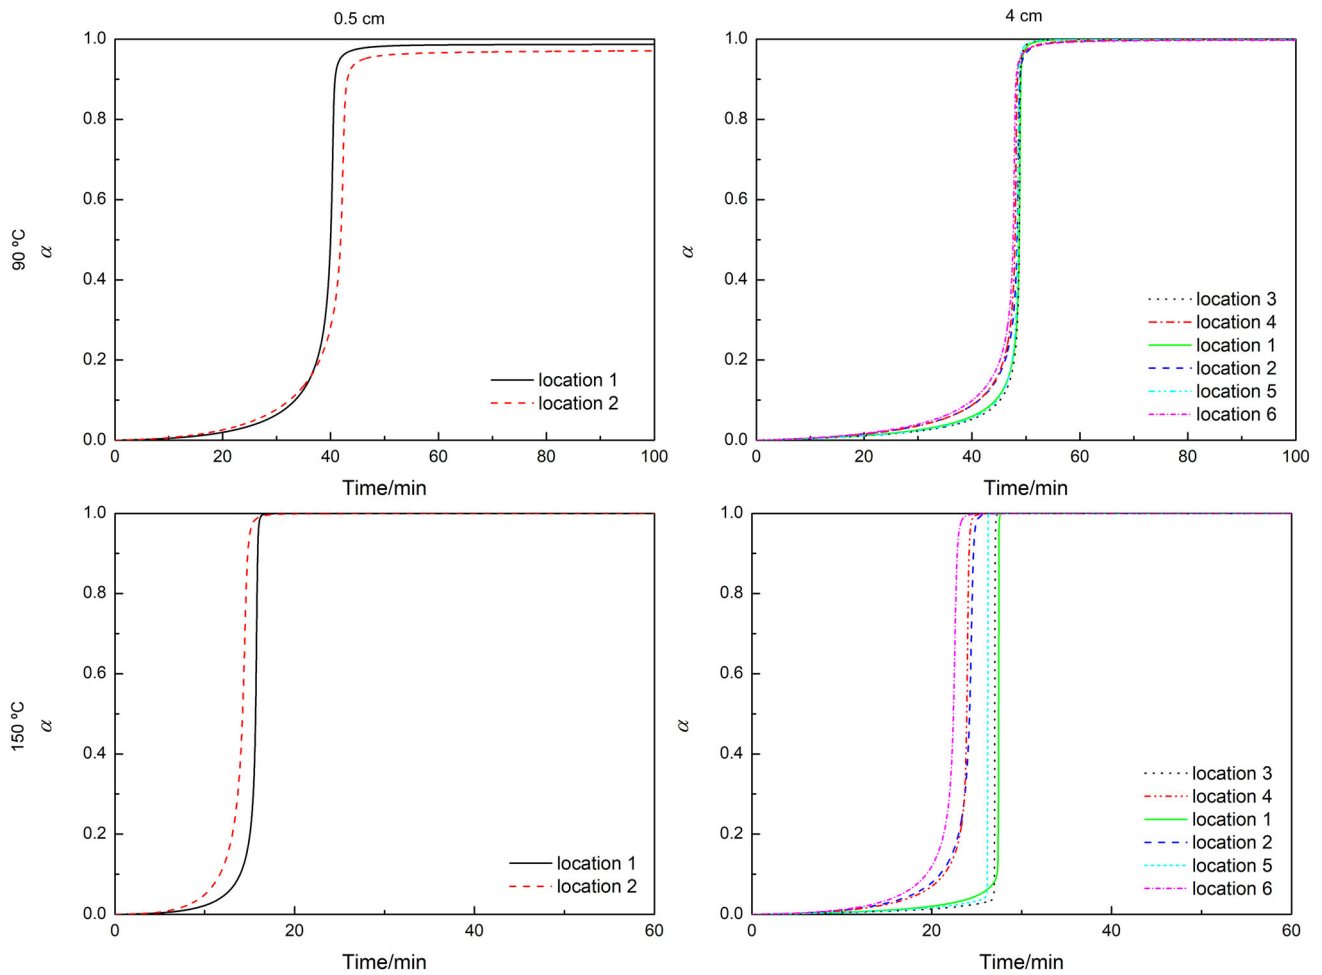 0.5 cm
4 cm
90 ºC
α
1.0
0.8
0.6
0.4
0.2
0.0
0 20 40 60 80 100
Time/min
location 1
location 2
α
1.0
0.8
0.6
0.4
0.2
0.0
0 20 40 60 80 100
Time/min
location 3
location 4
location 1
location 2
location 5
location 6
150 ºC
α
1.0
0.8
0.6
0.4
0.2
0.0
0 20 40 60
Time/min
location 1
location 2
α
1.0
0.8
0.6
0.4
0.2
0.0
0 20 40 60
Time/min
location 3
location 4
location 1
location 2
location 5
location 6